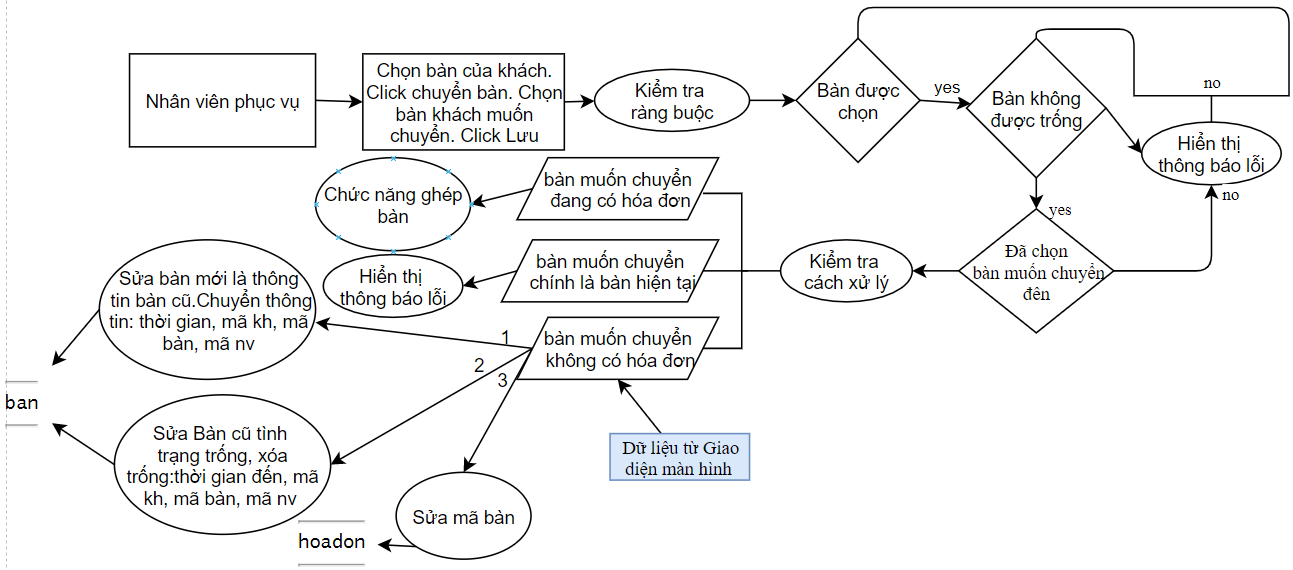 Nhân viên phục vụ
Chọn bàn của khách.
Click chuyển bàn. Chọn
bàn khách muốn
chuyển. Click Lưu
Kiểm tra
ràng buộc
Bàn được
chọn
yes
Bàn không
được trống
no
Hiển thị
thông báo lỗi
no
yes
Đã chọn
bàn muốn chuyển
đên
Kiểm tra
cách xử lý
bàn muốn chuyển
đang có hóa đơn
Chức năng ghép
bàn
bàn muốn chuyển
chính là bàn hiện tại
Hiển thị
thông báo lỗi
bàn muốn chuyển
không có hóa đơn
1
2
3
Sửa bàn mới là thông
tin bàn cũ.Chuyển thông
tin: thời gian, mã kh, mã
bàn, mã nv
ban
Sửa Bàn cũ tình
trạng trống, xóa
trống:thời gian đến, mã
kh, mã bàn, mã nv
Dữ liệu từ Giao
diện màn hình
Sửa mã bàn
hoadon